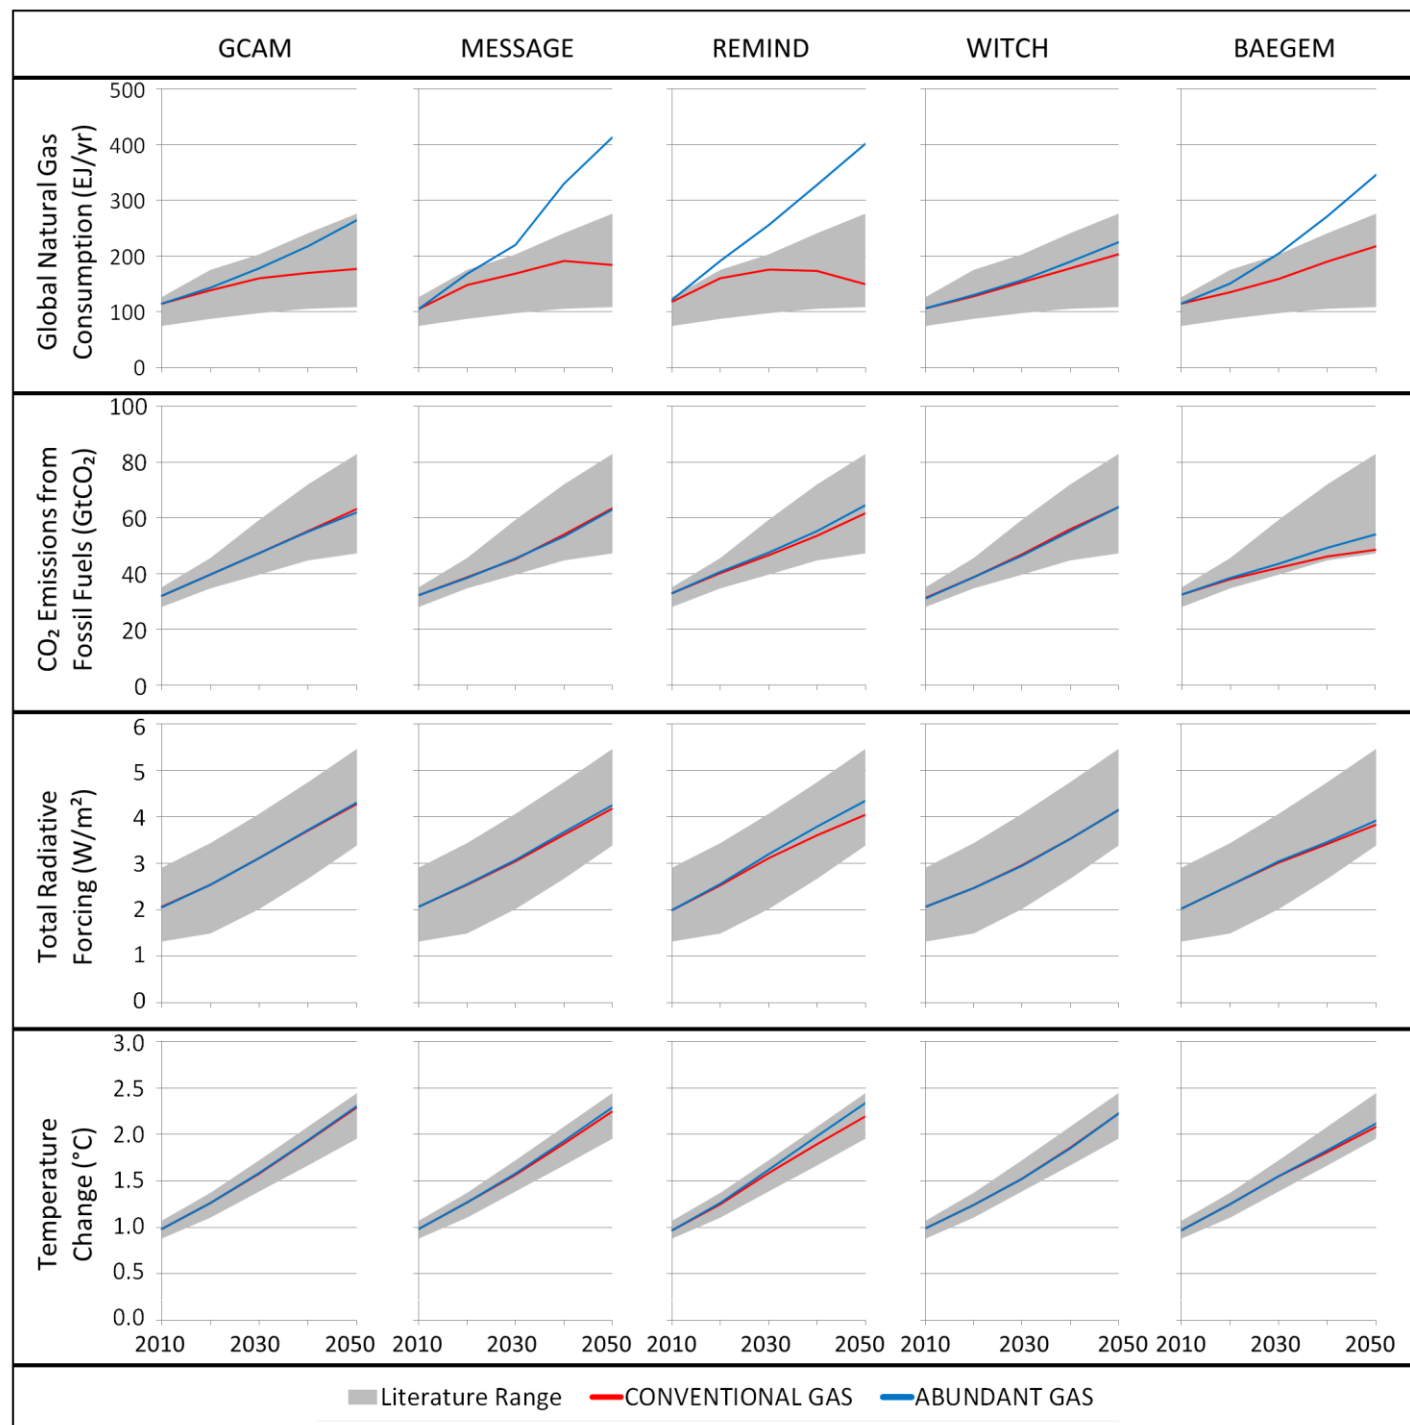 GCAM MESSAGE REMIND WITCH BAEGEM
Global Natural Gas
Consumption (EJ/yr)
500
400
300
200
100
0
CO₂ Emissions from
Fossil Fuels (GtCO₂)
100
80
60
40
20
0
Total Radiative
Forcing (W/m²)
6
5
4
3
2
1
0
Temperature
Change (°C)
3.0
2.5
2.0
1.5
1.0
0.5
0.0
2010 2030 2050 2010 2030 2050 2010 2030 2050 2010 2030 2050 2010 2030 2050
Literature Range CONVENTIONAL GAS ABUNDANT GAS